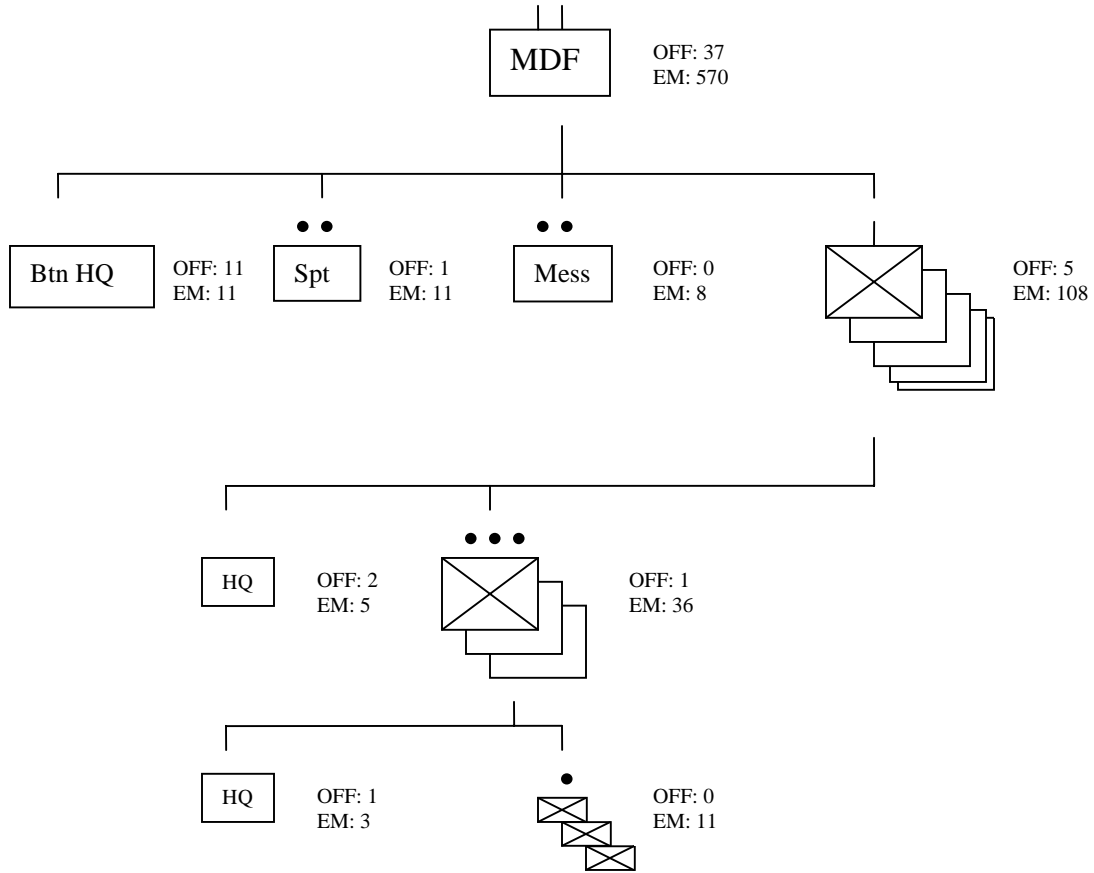 MDF
OFF: 37
EM: 570
Btn HQ
OFF: 11
EM: 11
Spt
OFF: 1
EM: 11
Mess
OFF: 0
EM: 8
OFF: 5
EM: 108
HQ
OFF: 2
EM: 5
OFF: 1
EM: 36
HQ
OFF: 1
EM: 3
OFF: 0
EM: 11